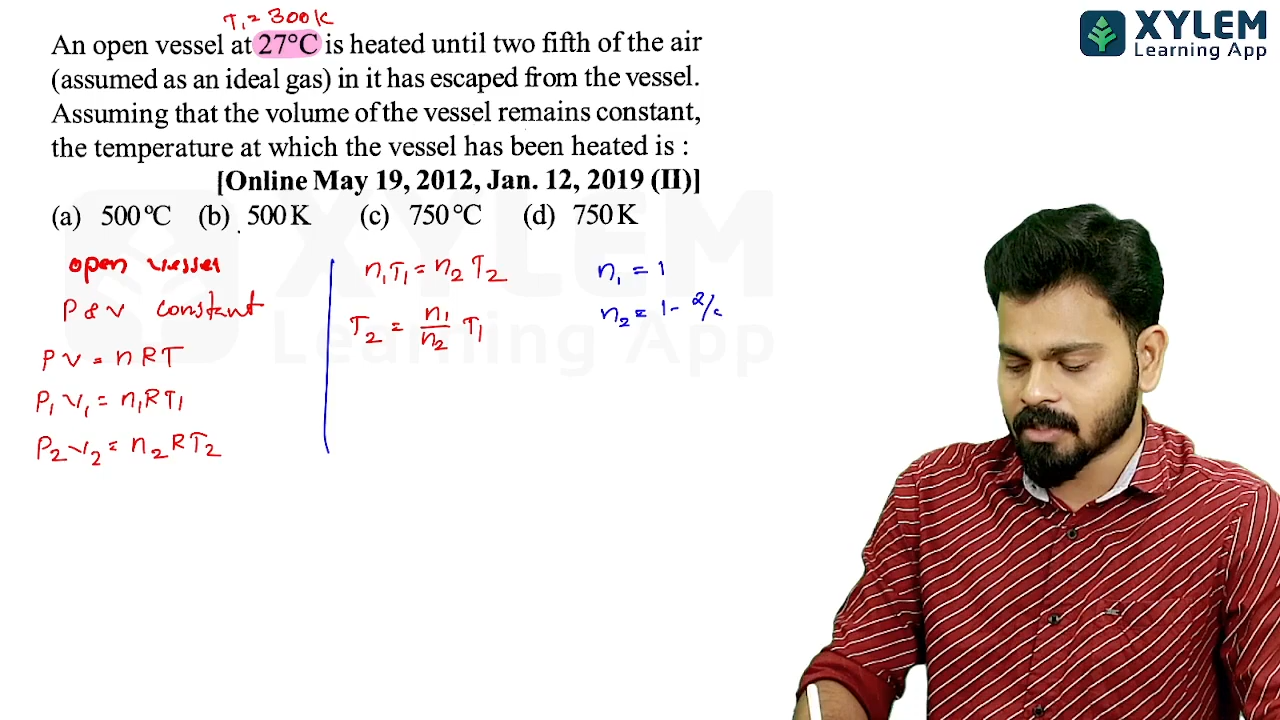 T₁ = 300K
An open vessel at 27°C is heated until two fifth of the air
(assumed as an ideal gas) in it has escaped from the vessel.
Assuming that the volume of the vessel remains constant,
the temperature at which the vessel has been heated is :
[Online May 19, 2012, Jan. 12, 2019 (II)]
(a) 500°C (b) 500 K (c) 750°C (d) 750 K
open vessel
P & V constant
PV = nRT
P₁V₁ = n₁RT₁
P₂V₂ = n₂RT₂
n₁T₁ = n₂T₂
T₂ = n₁/n₂ T₁
n₁ = 1
n₂ = 1 - 2/
XYLEM
Learning App
XYLEM
Learning App